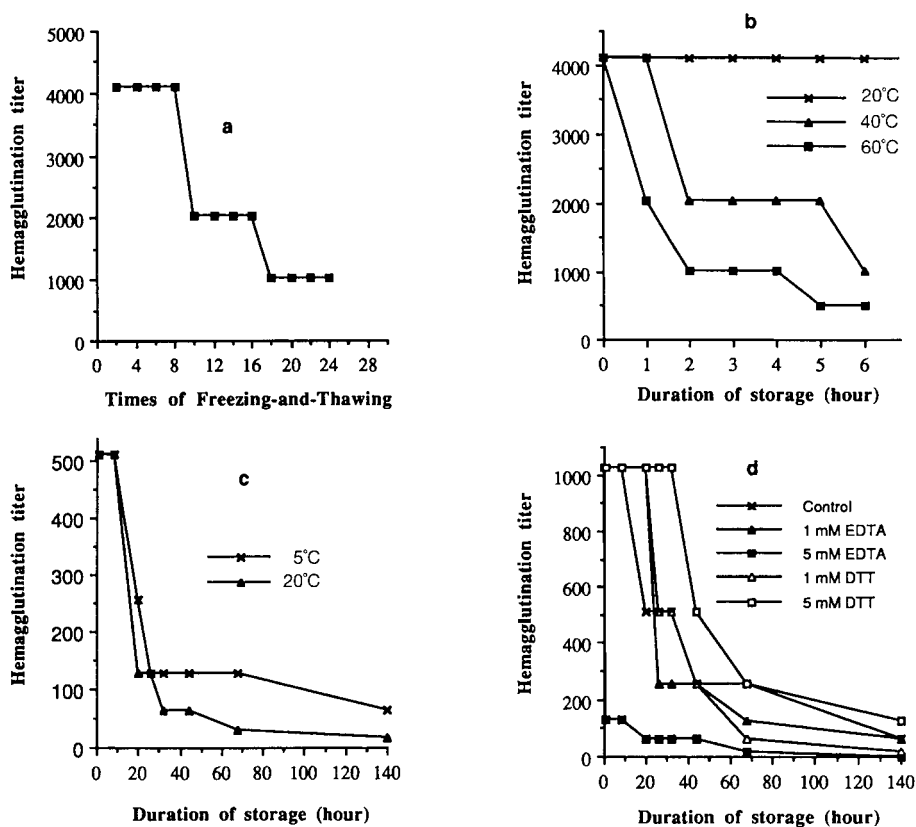 a
Hemagglutination titer
5000
4000
3000
2000
1000
0
0 4 8 12 16 20 24 28
Times of Freezing-and-Thawing
b
Hemagglutination titer
4000
3000
2000
1000
0
20°C
40°C
60°C
0 1 2 3 4 5 6
Duration of storage (hour)
c
Hemagglutination titer
500
400
300
200
100
0
5°C
20°C
0 20 40 60 80 100 120 140
Duration of storage (hour)
d
Hemagglutination titer
1000
800
600
400
200
0
Control
1 mM EDTA
5 mM EDTA
1 mM DTT
5 mM DTT
0 20 40 60 80 100 120 140
Duration of storage (hour)